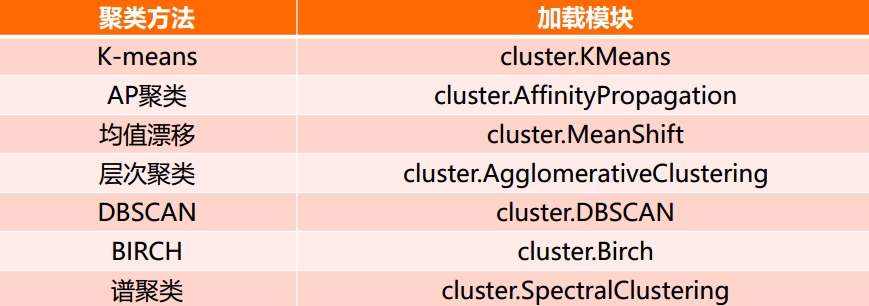 聚类方法 加载模块
K-means cluster.KMeans
AP聚类 cluster.AffinityPropagation
均值漂移 cluster.MeanShift
层次聚类 cluster.AgglomerativeClustering
DBSCAN cluster.DBSCAN
BIRCH cluster.Birch
谱聚类 cluster.SpectralClustering